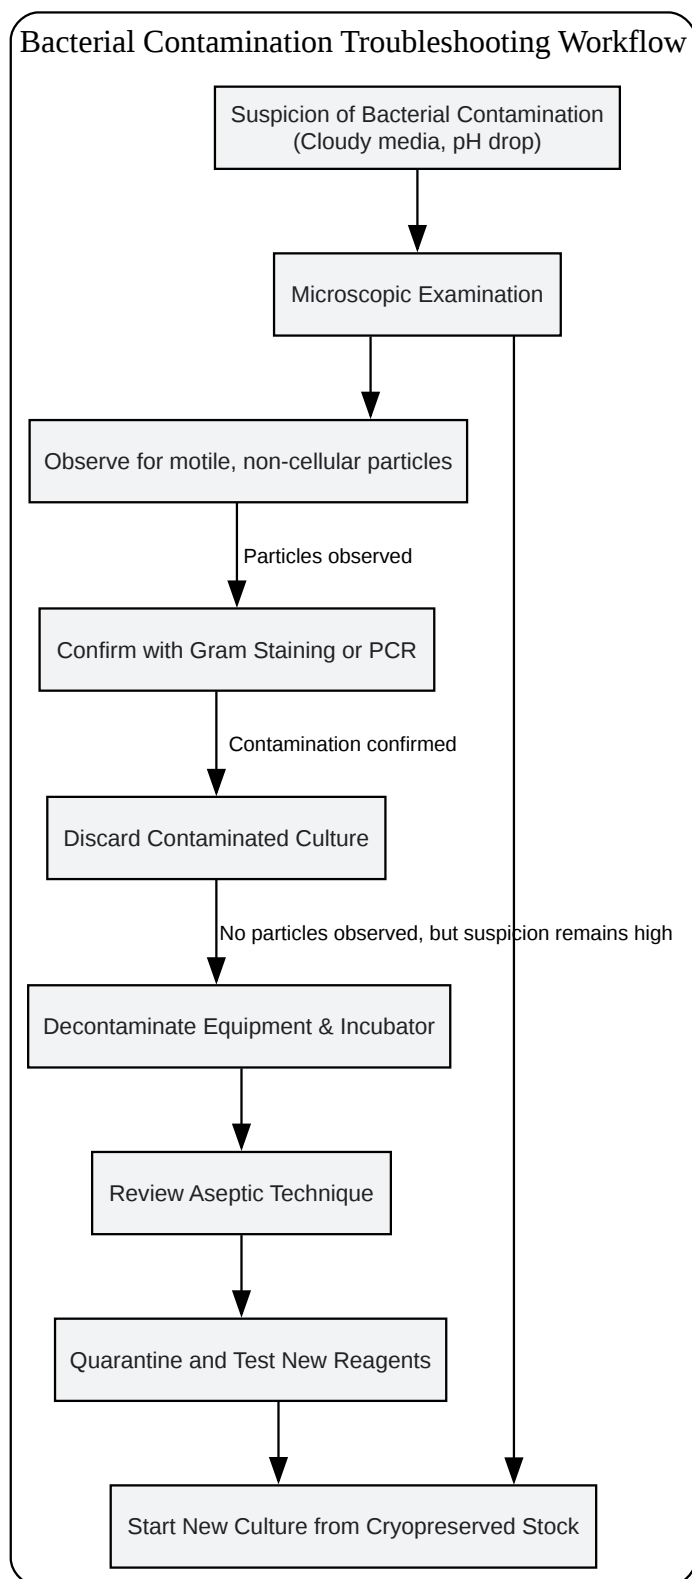 Bacterial Contamination Troubleshooting Workflow
Suspicion of Bacterial Contamination
(Cloudy media, pH drop)
Microscopic Examination
Observe for motile, non-cellular particles
Particles observed
Confirm with Gram Staining or PCR
Contamination confirmed
Discard Contaminated Culture
No particles observed, but suspicion remains high
Decontaminate Equipment & Incubator
Review Aseptic Technique
Quarantine and Test New Reagents
Start New Culture from Cryopreserved Stock